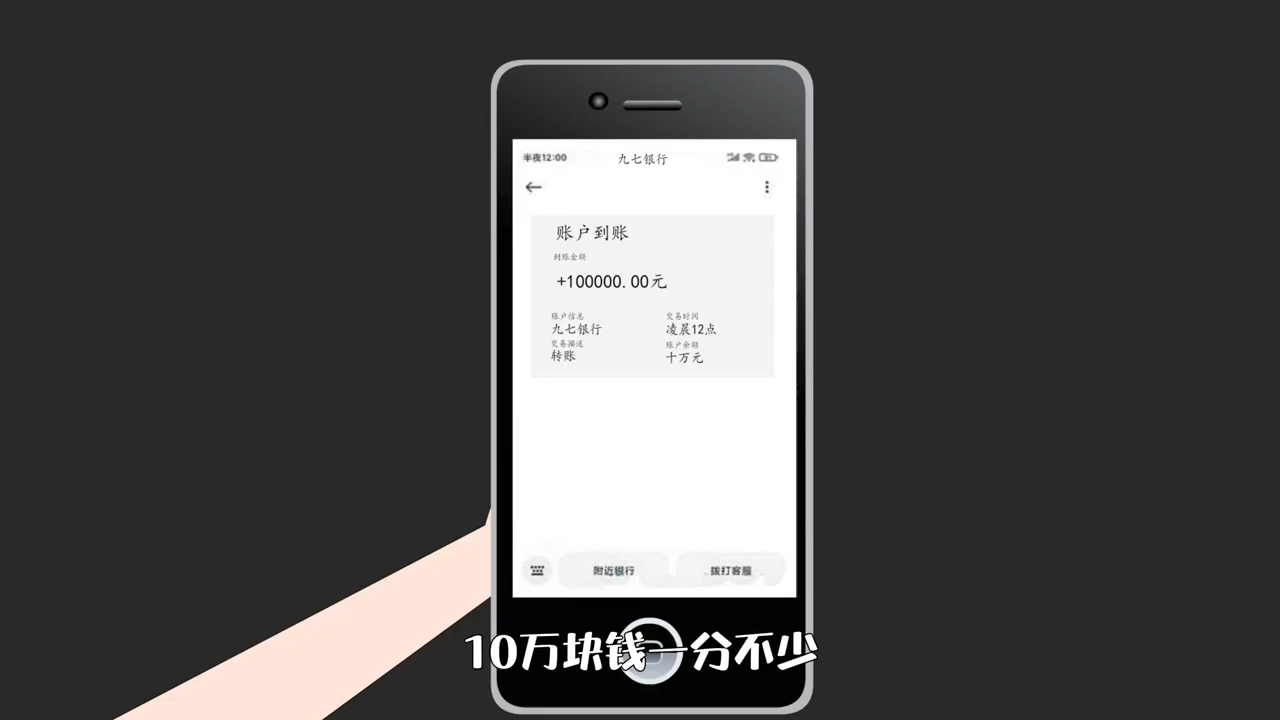 半夜12:00 九七银行
账户到账
到账金额
+100000.00元
账户信息 交易时间
九七银行 凌晨12点
交易描述 账户余额
转账 十万元
附近银行 拨打客服
10万块钱一分不少